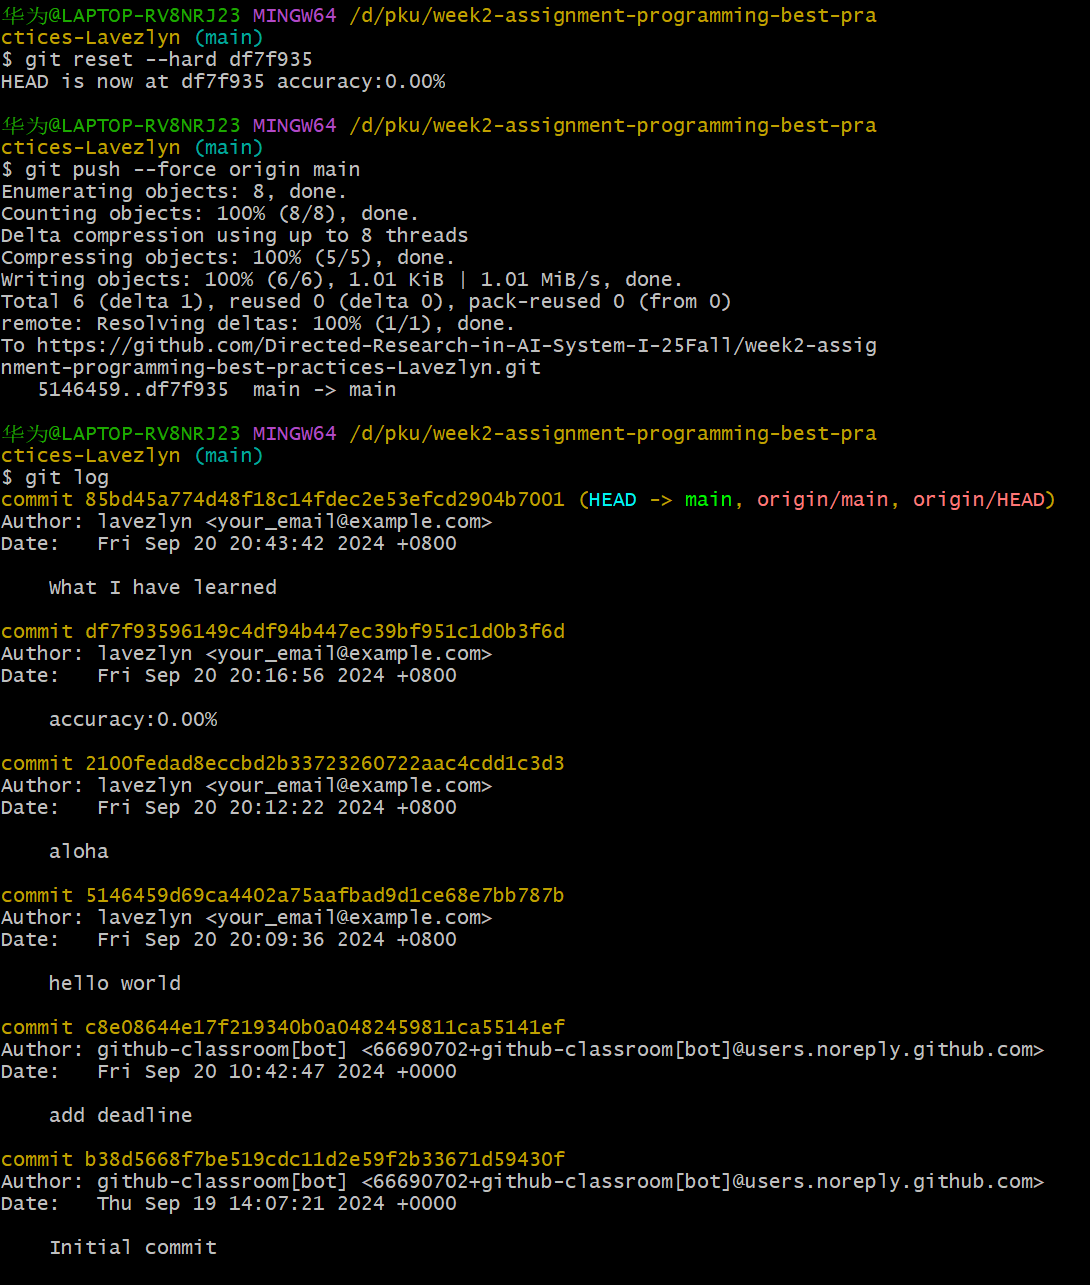 华为@LAPTOP-RV8NRJ23 MINGW64 /d/pku/week2-assignment-programming-best-pra
ctices-Lavezlyn (main)
$ git reset --hard df7f935
HEAD is now at df7f935 accuracy:0.00%
华为@LAPTOP-RV8NRJ23 MINGW64 /d/pku/week2-assignment-programming-best-pra
ctices-Lavezlyn (main)
$ git push --force origin main
Enumerating objects: 8, done.
Counting objects: 100% (8/8), done.
Delta compression using up to 8 threads
Compressing objects: 100% (5/5), done.
Writing objects: 100% (6/6), 1.01 KiB | 1.01 MiB/s, done.
Total 6 (delta 1), reused 0 (delta 0), pack-reused 0 (from 0)
remote: Resolving deltas: 100% (1/1), done.
To https://github.com/Directed-Research-in-AI-System-I-25Fall/week2-assig
nment-programming-best-practices-Lavezlyn.git
   5146459..df7f935  main -> main
华为@LAPTOP-RV8NRJ23 MINGW64 /d/pku/week2-assignment-programming-best-pra
ctices-Lavezlyn (main)
$ git log
commit 85bd45a774d48f18c14fdec2e53efcd2904b7001 (HEAD -> main, origin/main, origin/HEAD)
Author: lavezlyn <your_email@example.com>
Date:   Fri Sep 20 20:43:42 2024 +0800
    What I have learned
commit df7f93596149c4df94b447ec39bf951c1d0b3f6d
Author: lavezlyn <your_email@example.com>
Date:   Fri Sep 20 20:16:56 2024 +0800
    accuracy:0.00%
commit 2100fedad8eccbd2b33723260722aac4cdd1c3d3
Author: lavezlyn <your_email@example.com>
Date:   Fri Sep 20 20:12:22 2024 +0800
    aloha
commit 5146459d69ca4402a75aafbad9d1ce68e7bb787b
Author: lavezlyn <your_email@example.com>
Date:   Fri Sep 20 20:09:36 2024 +0800
    hello world
commit c8e08644e17f219340b0a0482459811ca55141ef
Author: github-classroom[bot] <66690702+github-classroom[bot]@users.noreply.github.com>
Date:   Fri Sep 20 10:42:47 2024 +0000
    add deadline
commit b38d5668f7be519cdc11d2e59f2b33671d59430f
Author: github-classroom[bot] <66690702+github-classroom[bot]@users.noreply.github.com>
Date:   Thu Sep 19 14:07:21 2024 +0000
    Initial commit